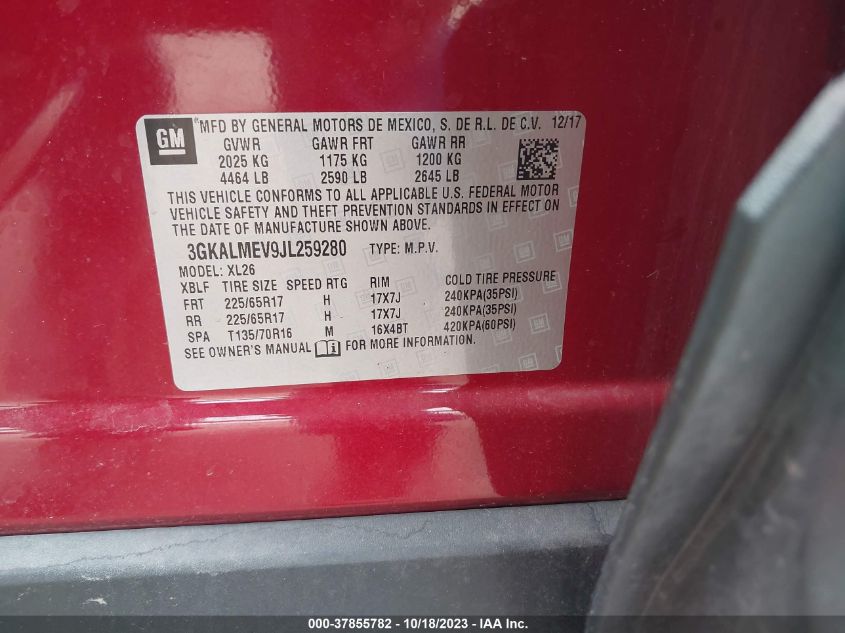 GM
MFD BY GENERAL MOTORS DE MEXICO, S. DE R.L. DE C.V. 12/17
GVWR GAWR FRT GAWR RR
2025 KG 1175 KG 1200 KG
4464 LB 2590 LB 2645 LB
THIS VEHICLE CONFORMS TO ALL APPLICABLE U.S. FEDERAL MOTOR
VEHICLE SAFETY AND THEFT PREVENTION STANDARDS IN EFFECT ON
THE DATE OF MANUFACTURE SHOWN ABOVE.
3GKALMEV9JL259280 TYPE: M.P.V.
MODEL: XL26
XBLF TIRE SIZE SPEED RTG RIM COLD TIRE PRESSURE
FRT 225/65R17 H 17X7J 240KPA(35PSI)
RR 225/65R17 H 17X7J 240KPA(35PSI)
SPA T135/70R16 M 16X4BT 420KPA(60PSI)
SEE OWNER'S MANUAL i FOR MORE INFORMATION.
000-37855782 - 10/18/2023 - IAA Inc.